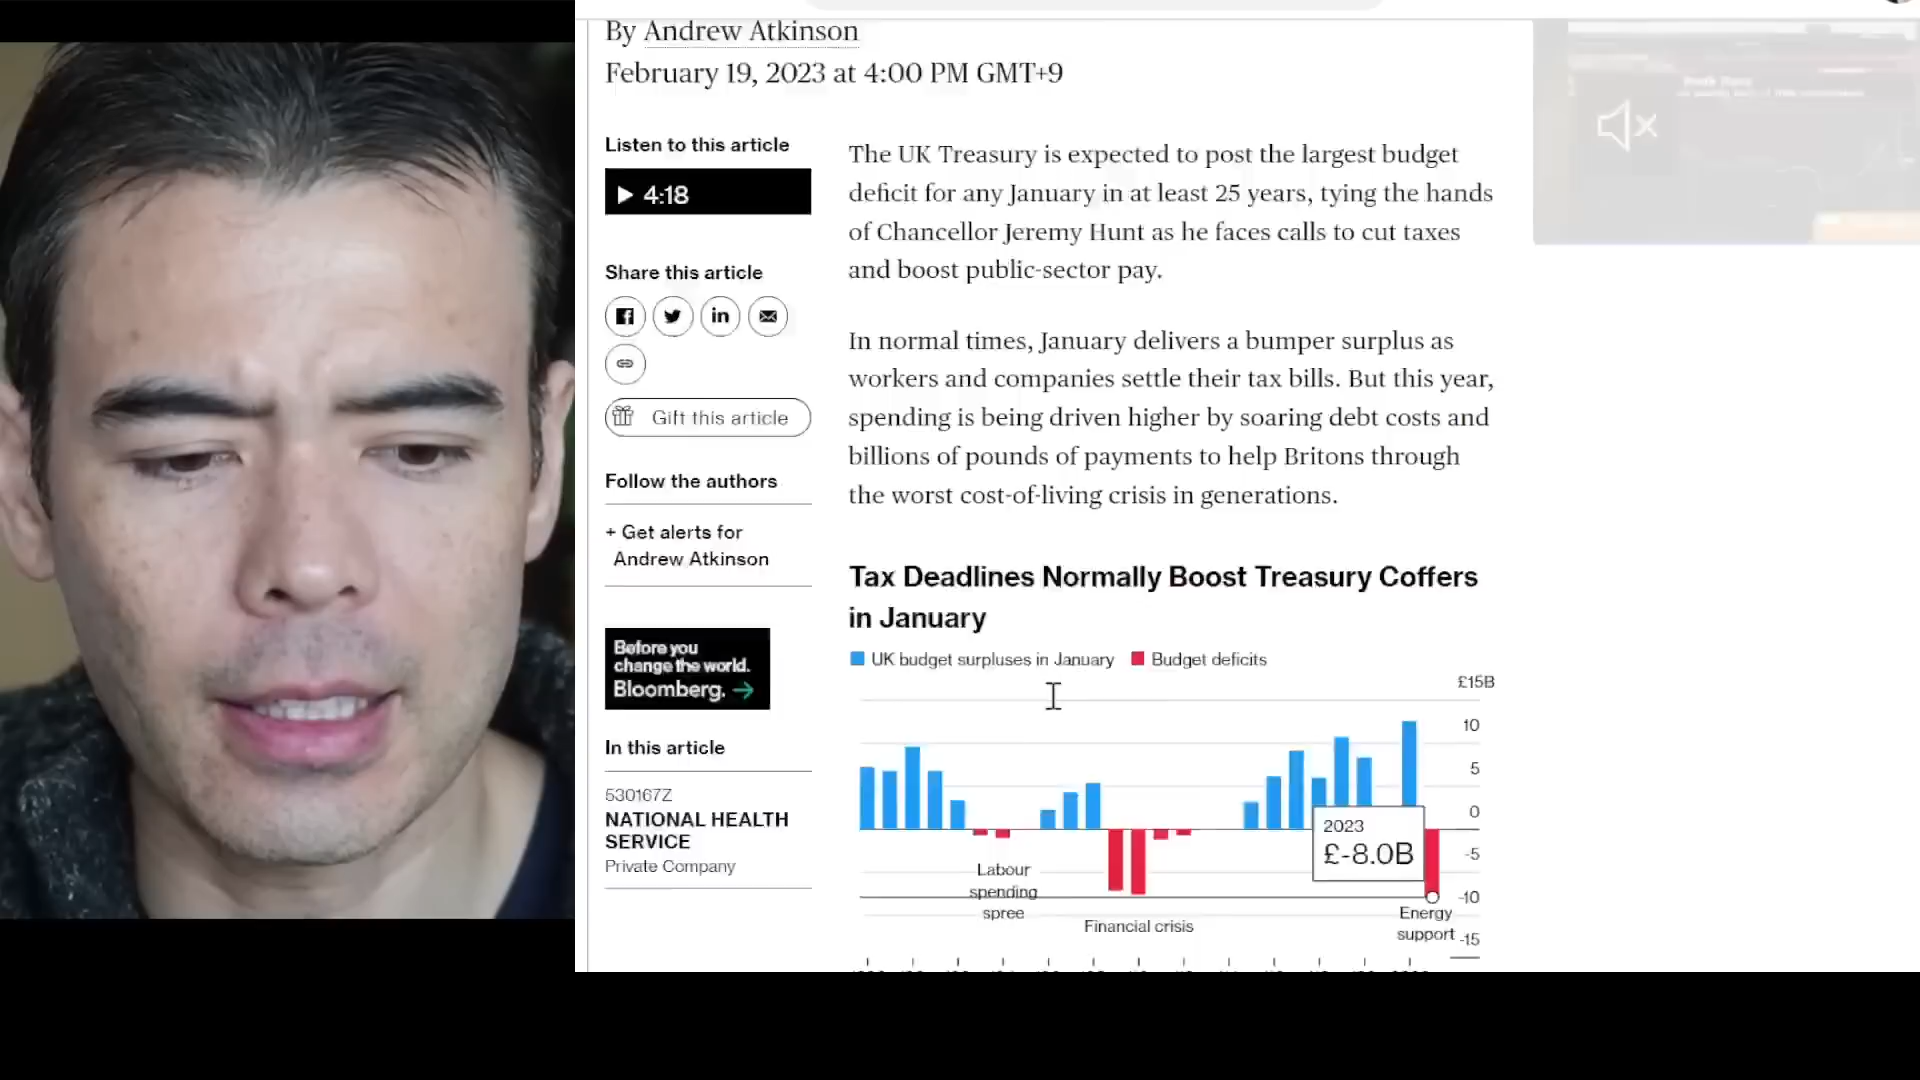 By Andrew Atkinson
February 19, 2023 at 4:00 PM GMT+9
Listen to this article
4:18
Share this article
in
Gift this article
Follow the authors
+ Get alerts for
Andrew Atkinson
Before you
change the world.
Bloomberg. →
In this article
530167Z
NATIONAL HEALTH
SERVICE
Private Company
The UK Treasury is expected to post the largest budget
deficit for any January in at least 25 years, tying the hands
of Chancellor Jeremy Hunt as he faces calls to cut taxes
and boost public-sector pay.
In normal times, January delivers a bumper surplus as
workers and companies settle their tax bills. But this year,
spending is being driven higher by soaring debt costs and
billions of pounds of payments to help Britons through
the worst cost-of-living crisis in generations.
Tax Deadlines Normally Boost Treasury Coffers
in January
UK budget surpluses in January
Budget deficits
£15B
10
5
0
-5
-10
-15
2023
£-8.0B
Labour
spending
spree
Financial crisis
Energy
support